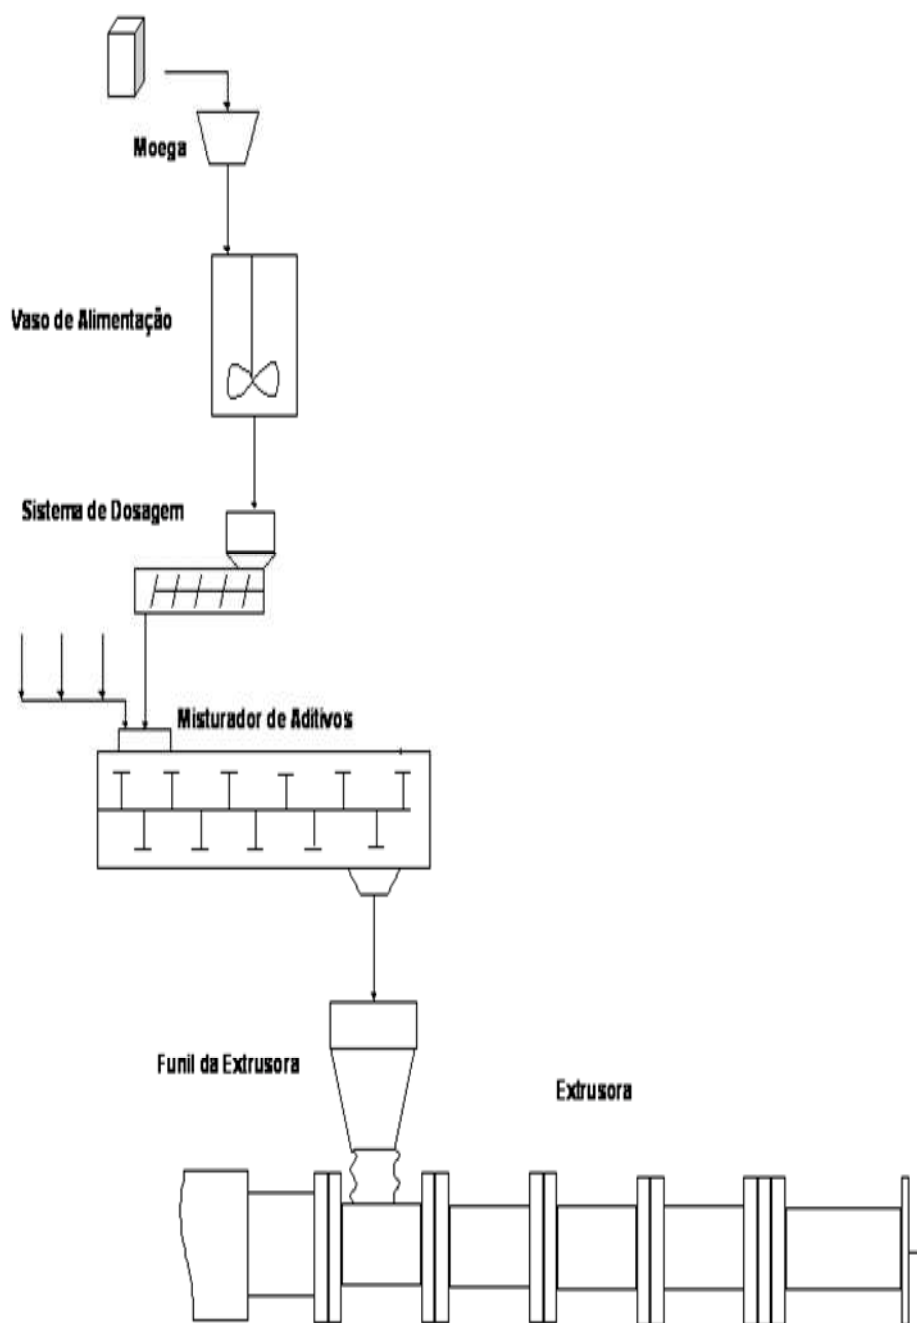 Moega
Vaso de Alimentação
Sistema de Dosagem
Misturador de Aditivos
Funil da Extrusora
Extrusora